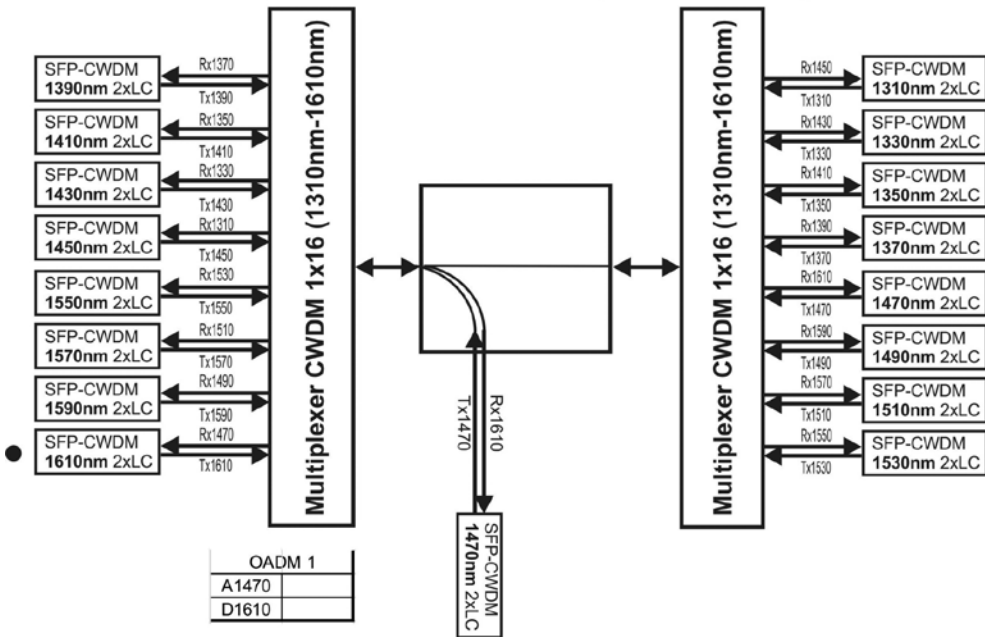 Rx1370
SFP-CWDM
1390nm 2xLC
Tx1390
Rx1350
SFP-CWDM
1410nm 2xLC
Tx1410
Rx1330
SFP-CWDM
1430nm 2xLC
Tx1430
Rx1310
SFP-CWDM
1450nm 2xLC
Tx1450
Rx1530
SFP-CWDM
1550nm 2xLC
Tx1550
Rx1510
SFP-CWDM
1570nm 2xLC
Tx1570
Rx1490
SFP-CWDM
1590nm 2xLC
Tx1590
Rx1470
SFP-CWDM
1610nm 2xLC
Tx1610
Multiplexer CWDM 1x16 (1310nm-1610nm)
Tx1470
Rx1610
SFP-CWDM
1470nm 2xLC
OADM 1
A1470
D1610
Multiplexer CWDM 1x16 (1310nm-1610nm)
Rx1450
SFP-CWDM
1310nm 2xLC
Tx1310
Rx1430
SFP-CWDM
1330nm 2xLC
Tx1330
Rx1410
SFP-CWDM
1350nm 2xLC
Tx1350
Rx1390
SFP-CWDM
1370nm 2xLC
Tx1370
Rx1610
SFP-CWDM
1470nm 2xLC
Tx1470
Rx1590
SFP-CWDM
1490nm 2xLC
Tx1490
Rx1570
SFP-CWDM
1510nm 2xLC
Tx1510
Rx1550
SFP-CWDM
1530nm 2xLC
Tx1530